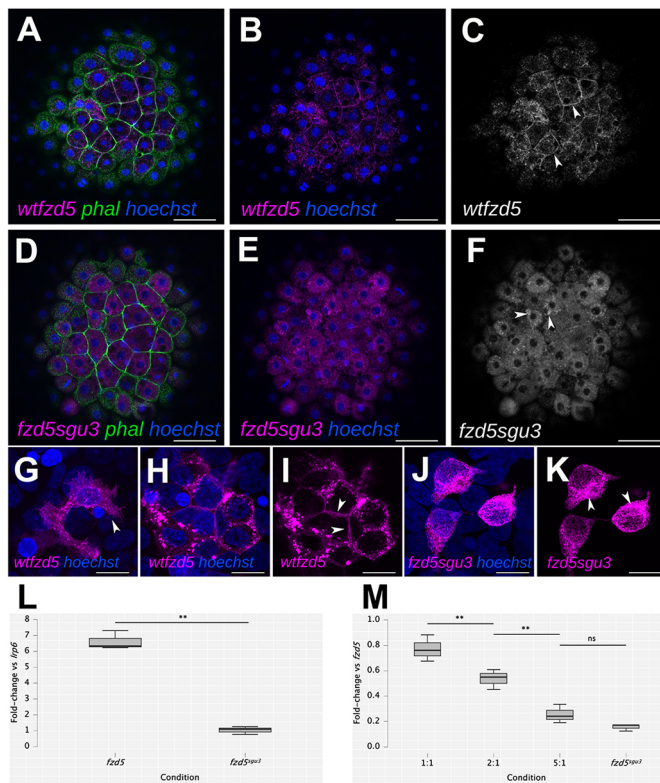 A
B
C
wtfzd5 phal hoechst
wtfzd5 hoechst
wtfzd5
D
E
F
fzd5sgu3 phal hoechst
fzd5sgu3 hoechst
fzd5sgu3
G
H
I
J
K
wtfzd5 hoechst
wtfzd5 hoechst
wtfzd5
fzd5sgu3 hoechst
fzd5sgu3
L
M
Fold-change vs lrp6
8
7
6
5
4
3
2
1
0
**
fzd5
fzd5sgu3
Condition
Fold-change vs fzd5
1.0
0.8
0.6
0.4
0.2
0.0
**
**
ns
1:1
2:1
5:1
fzd5sgu3
Condition